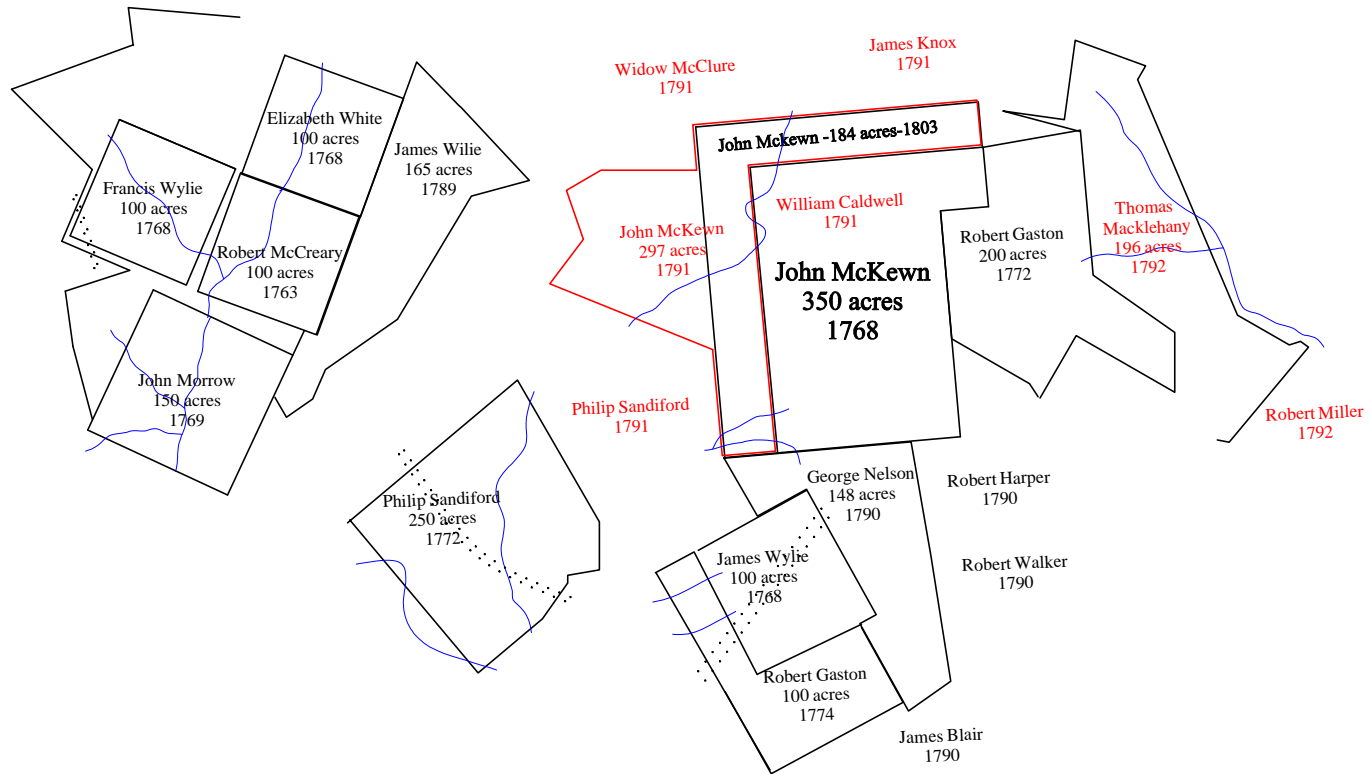 James Knox
1791
Widow McClure
1791
Elizabeth White
100 acres
1768
John Mckewn -184 acres-1803
James Wilie
165 acres
1789
Francis Wylie
100 acres
1768
William Caldwell
1791
Thomas
Macklehany
196 acres
1792
John McKewn
297 acres
1791
Robert Gaston
200 acres
1772
Robert McCreary
100 acres
1763
John McKewn
350 acres
1768
John Morrow
150 acres
1769
Philip Sandiford
1791
Robert Miller
1792
George Nelson
148 acres
1790
Robert Harper
1790
Philip Sandiford
250 acres
1772
James Wylie
100 acres
1768
Robert Walker
1790
Robert Gaston
100 acres
1774
James Blair
1790